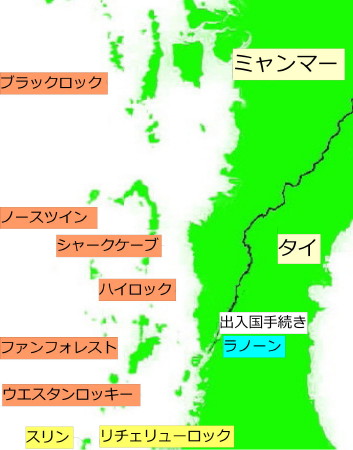 ミャンマー
ブラックロック
ノースツイン
シャークケーブ
タイ
ハイロック
出入国手続き
ラノーン
ファンフォレスト
ウエスタンロッキー
スリン
リチェリューロック